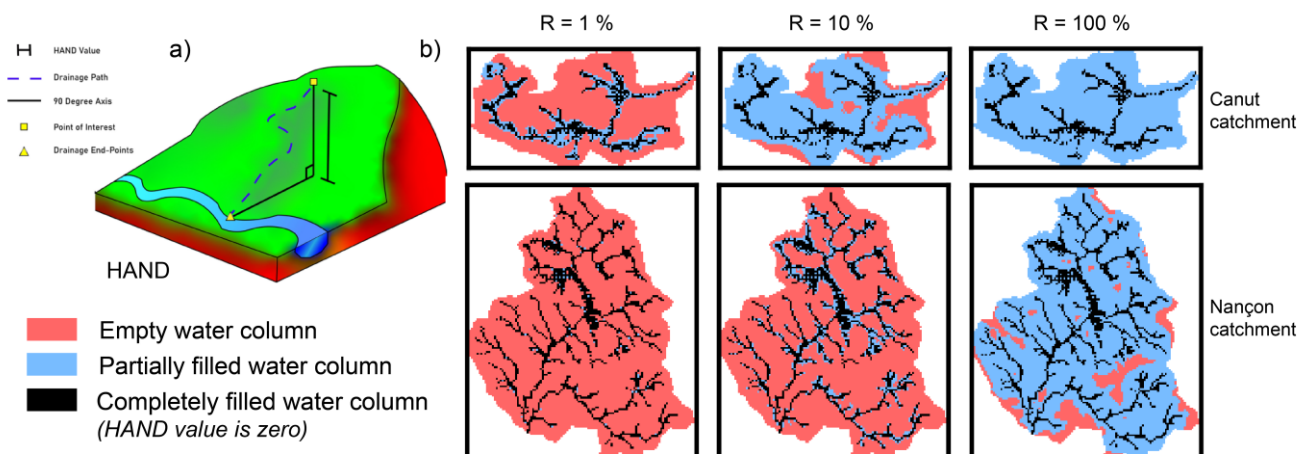 a)
HAND Value
Drainage Path
90 Degree Axis
Point of Interest
Drainage End-Points
HAND
Empty water column
Partially filled water column
Completely filled water column
(HAND value is zero)
b)
R = 1 %
R = 10 %
R = 100 %
Canut
catchment
Nançon
catchment